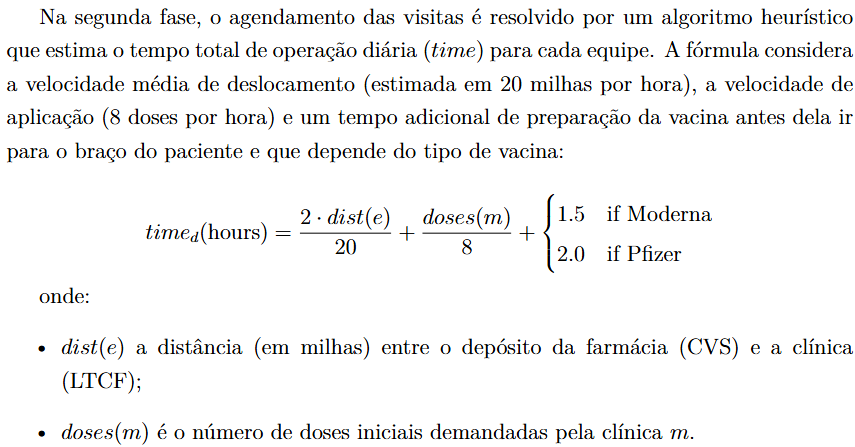 Na segunda fase, o agendamento das visitas é resolvido por um algoritmo heurístico
que estima o tempo total de operação diária (time) para cada equipe. A fórmula considera
a velocidade média de deslocamento (estimada em 20 milhas por hora), a velocidade de
aplicação (8 doses por hora) e um tempo adicional de preparação da vacina antes dela ir
para o braço do paciente e que depende do tipo de vacina:
time_d(hours) = \frac{2 · dist(e)}{20} + \frac{doses(m)}{8} + \begin{cases} 1.5 & \text{if Moderna} \\ 2.0 & \text{if Pfizer} \end{cases}
onde:
• dist(e) a distância (em milhas) entre o depósito da farmácia (CVS) e a clínica
(LTCF);
• doses(m) é o número de doses iniciais demandadas pela clínica m.